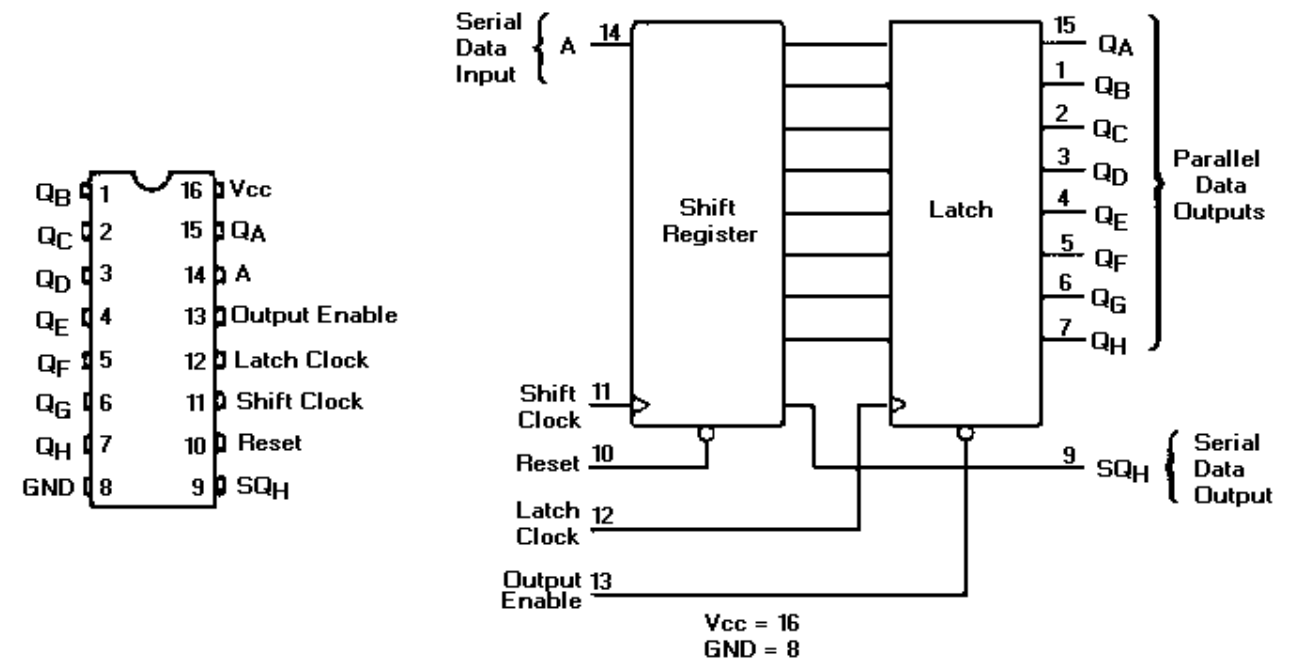 QB 1 16 Vcc
QC 2 15 QA
QD 3 14 A
QE 4 13 Output Enable
QF 5 12 Latch Clock
QG 6 11 Shift Clock
QH 7 10 Reset
GND 8 9 SQH
Serial
Data
Input
A 14
Shift
Register
Latch
15 QA
1 QB
2 QC
3 QD
4 QE
5 QF
6 QG
7 QH
Parallel
Data
Outputs
Shift 11
Clock
Reset 10
Latch 12
Clock
Output 13
Enable
9 SQH
Serial
Data
Output
Vcc = 16
GND = 8